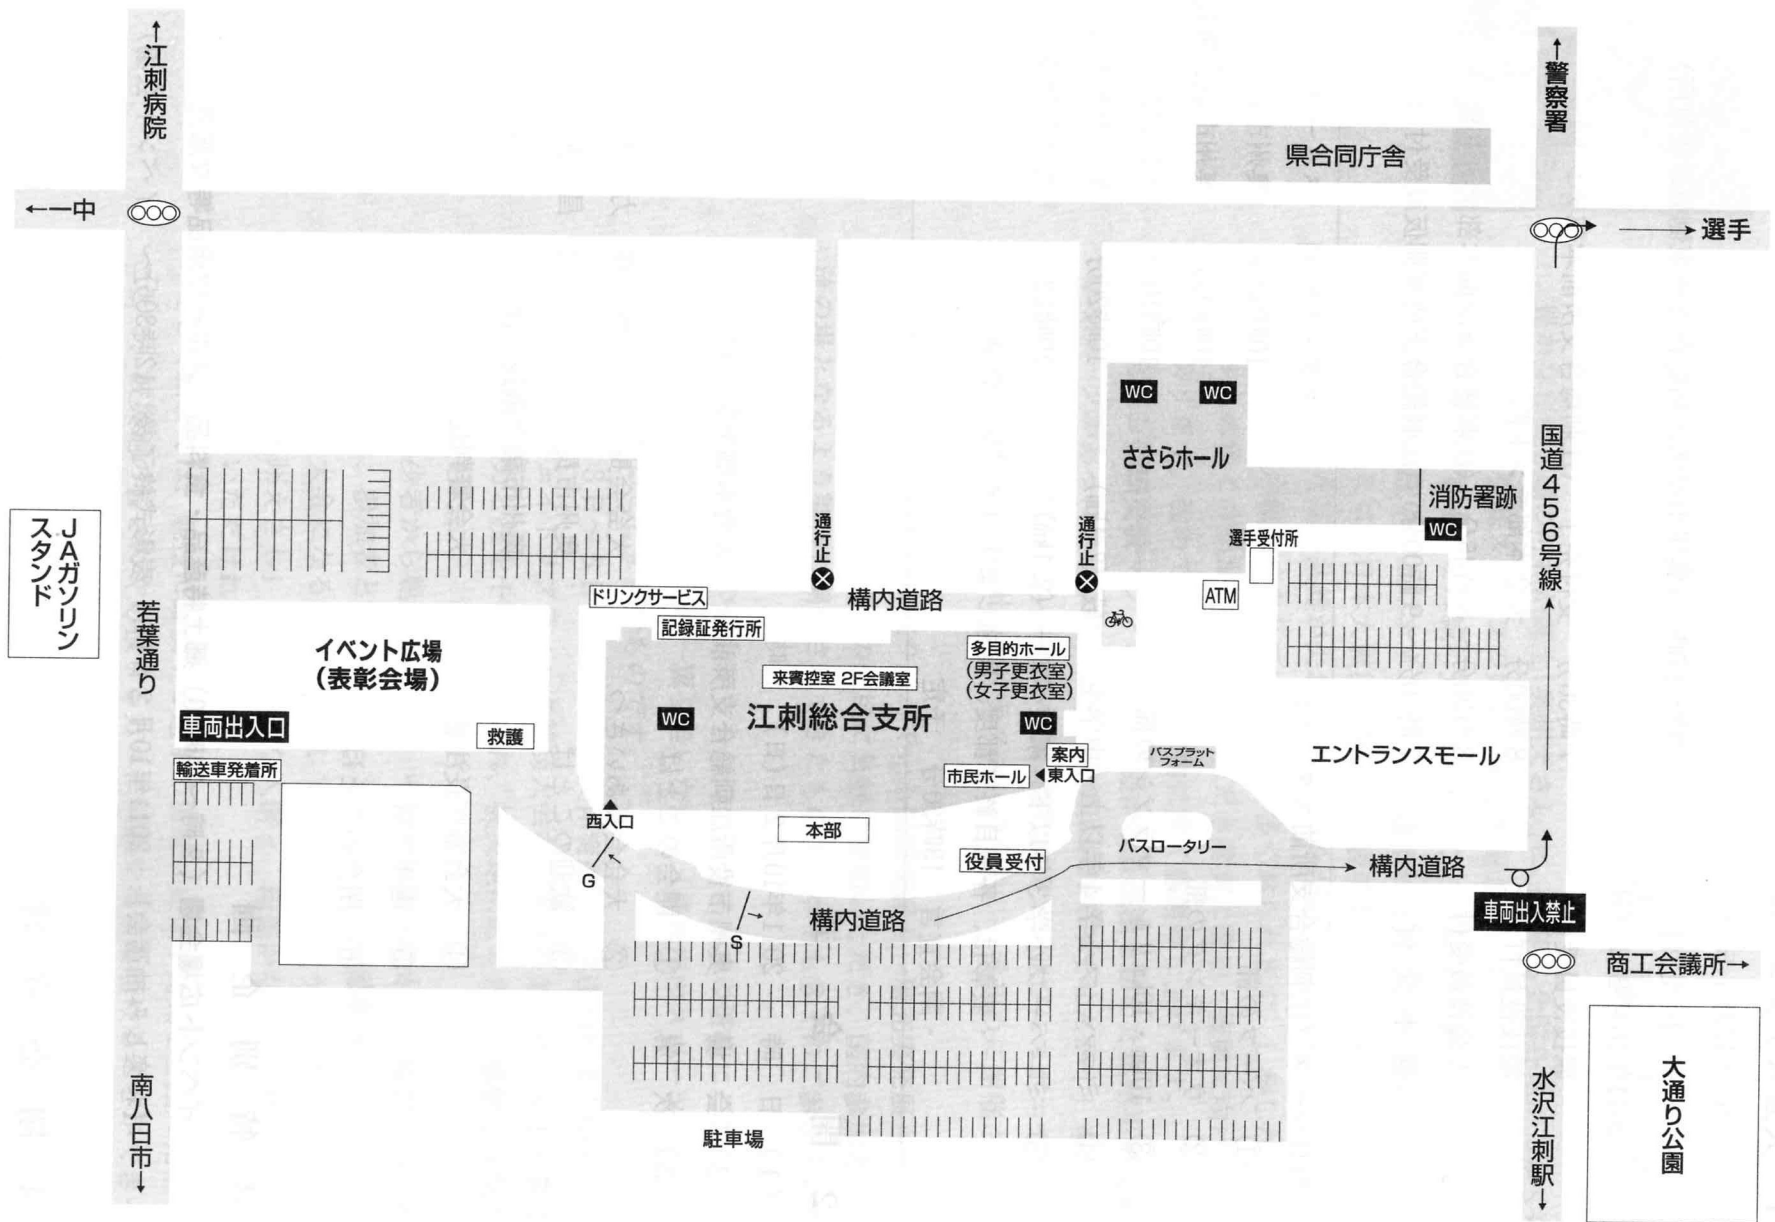 ↑江刺病院
↑警察署
県合同庁舎
←一中
→選手
WC
WC
ささらホール
消防署跡
WC
国道456号線
JAガソリン
スタンド
通行止
通行止
選手受付所
若葉通り
ドリンクサービス
構内道路
ATM
記録証発行所
イベント広場
(表彰会場)
多目的ホール
(男子更衣室)
(女子更衣室)
来賓控室 2F会議室
車両出入口
救護
WC
江刺総合支所
WC
案内
バスプラット
フォーム
エントランスモール
輸送車発着所
市民ホール
◀東入口
▲
西入口
本部
役員受付
バスロータリー
構内道路
G
構内道路
S
車両出入禁止
商工会議所→
南八日市↓
駐車場
水沢江刺駅↓
大通り公園